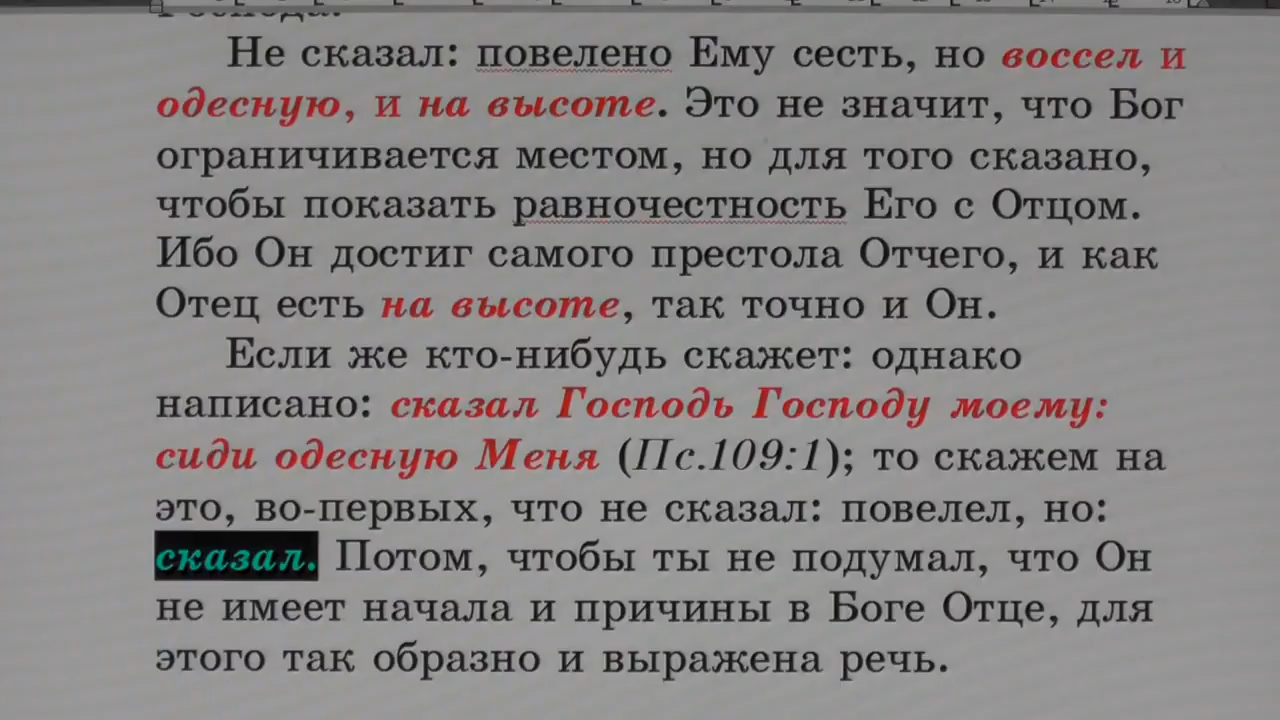 Господа.
Не сказал: повелено Ему сесть, но воссел и
одесную, и на высоте. Это не значит, что Бог
ограничивается местом, но для того сказано,
чтобы показать равночестность Его с Отцом.
Ибо Он достиг самого престола Отчего, и как
Отец есть на высоте, так точно и Он.
Если же кто-нибудь скажет: однако
написано: сказал Господь Господу моему:
сиди одесную Меня (Пс.109:1); то скажем на
это, во-первых, что не сказал: повелел, но:
сказал. Потом, чтобы ты не подумал, что Он
не имеет начала и причины в Боге Отце, для
этого так образно и выражена речь.